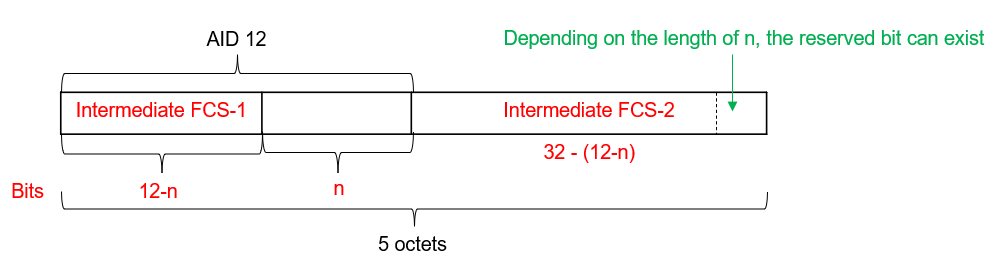 AID 12
Depending on the length of n, the reserved bit can exist
Intermediate FCS-1
Intermediate FCS-2
32 - (12-n)
Bits
12-n
n
5 octets